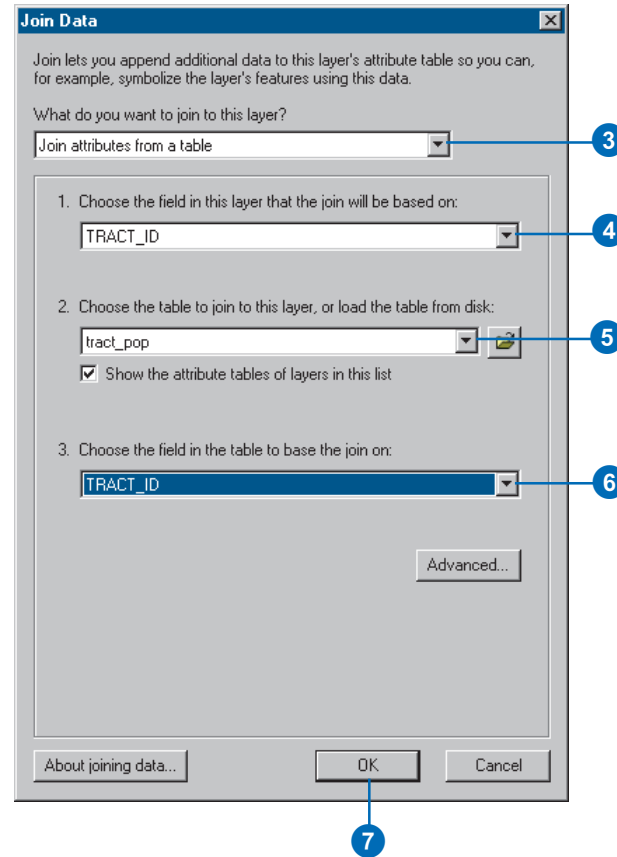 Join Data
Join lets you append additional data to this layer's attribute table so you can,
for example, symbolize the layer's features using this data.
What do you want to join to this layer?
Join attributes from a table
3
1. Choose the field in this layer that the join will be based on:
TRACT_ID
4
2. Choose the table to join to this layer, or load the table from disk:
tract_pop
5
Show the attribute tables of layers in this list
3. Choose the field in the table to base the join on:
TRACT_ID
6
Advanced...
About joining data...
OK
Cancel
7